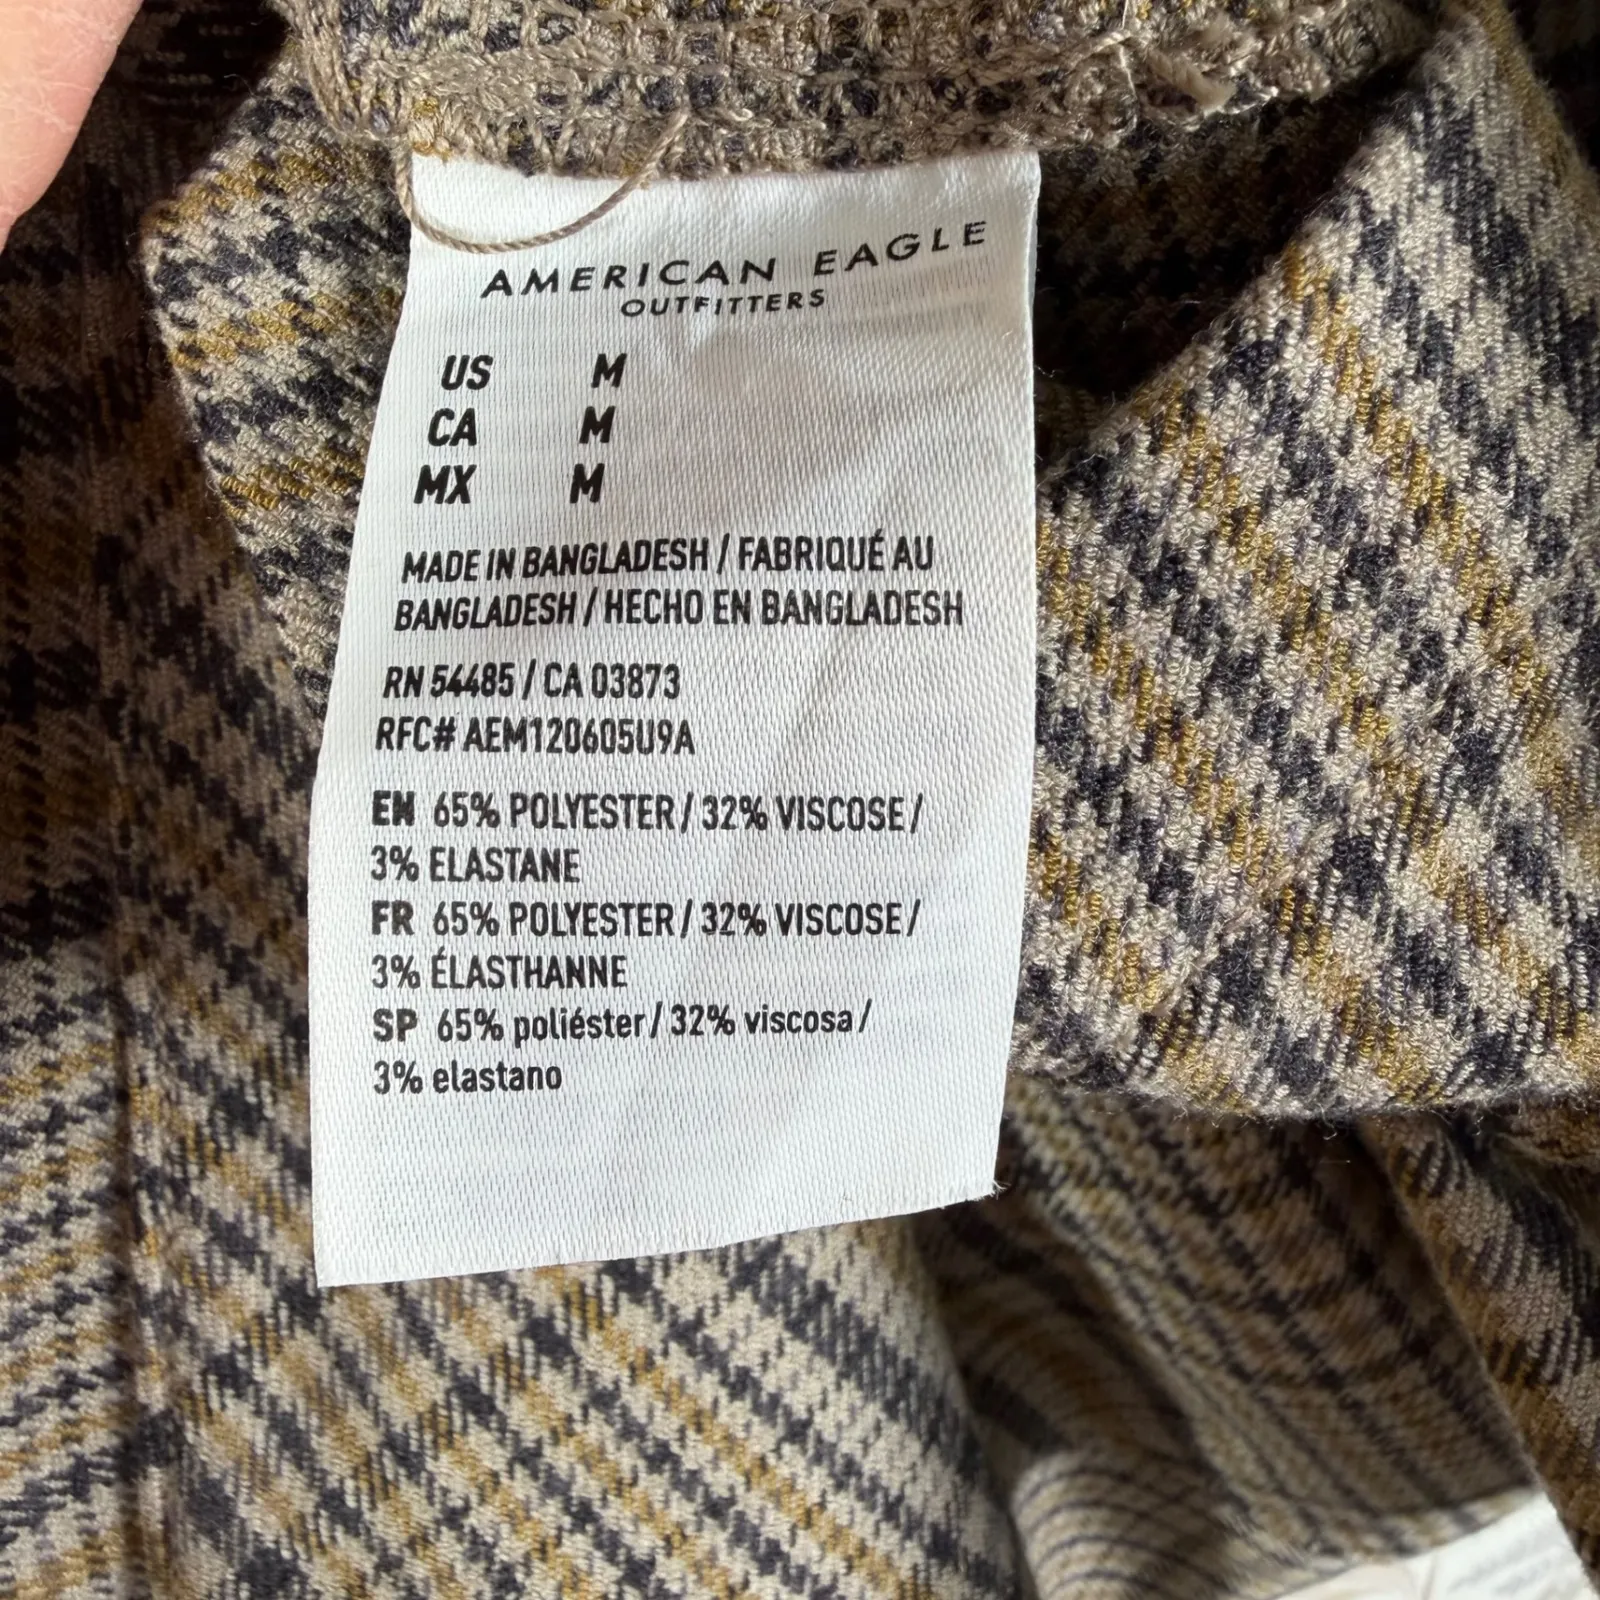 AMERICAN EAGLE
OUTFITTERS
US M
CA M
MX M
MADE IN BANGLADESH / FABRIQUÉ AU
BANGLADESH / HECHO EN BANGLADESH
RN 54485 / CA 03873
RFC# AEM120605U9A
EN 65% POLYESTER / 32% VISCOSE /
3% ELASTANE
FR 65% POLYESTER / 32% VISCOSE /
3% ÉLASTHANNE
SP 65% poliéster / 32% viscosa /
3% elastano